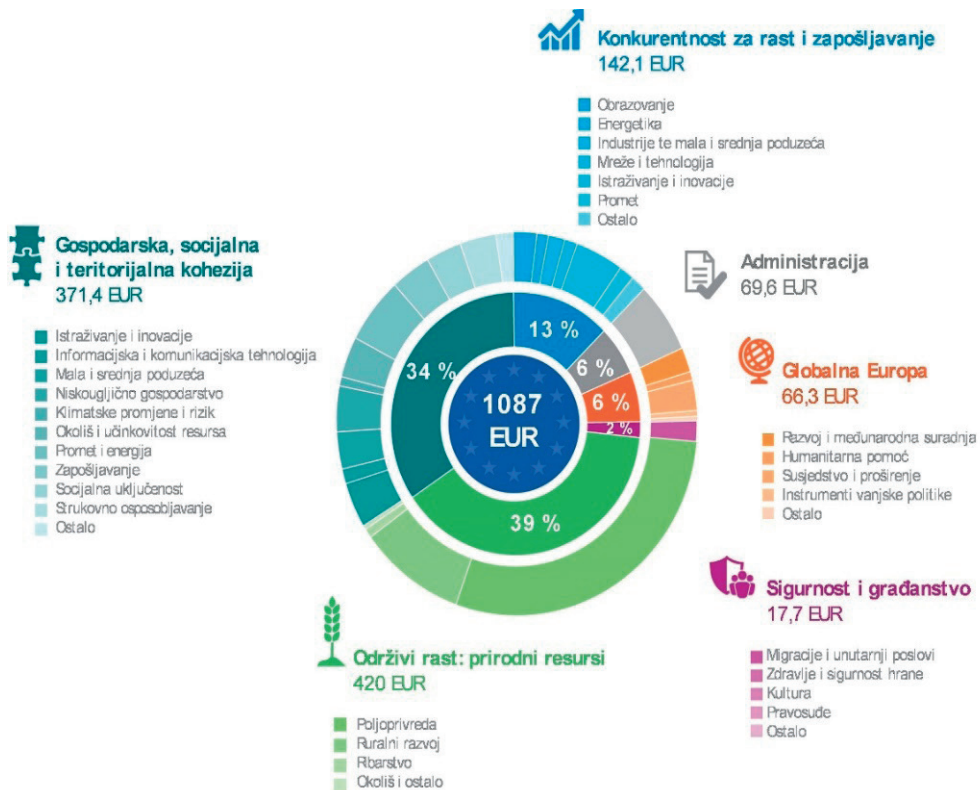 Konkurentnost za rast i zapošljavanje
142,1 EUR
Obrazovanje
Energetika
Industrije te mala i srednja poduzeća
Mreže i tehnologija
Istraživanje i inovacije
Promet
Ostalo
Gospodarska, socijalna
i teritorijalna kohezija
371,4 EUR
Istraživanje i inovacije
Informacijska i komunikacijska tehnologija
Mala i srednja poduzeća
Niskougljično gospodarstvo
Klimatske promjene i rizik
Okoliš i učinkovitost resursa
Promet i energija
Zapošljavanje
Socijalna uključenost
Strukovno osposobljavanje
Ostalo
Administracija
69,6 EUR
Globalna Europa
66,3 EUR
Razvoj i međunarodna suradnja
Humanitarna pomoć
Susjedstvo i proširenje
Instrumenti vanjske politike
Ostalo
13 %
6 %
34 %
6 %
2 %
39 %
1087
EUR
Sigurnost i građanstvo
17,7 EUR
Migracije i unutarnji poslovi
Zdravlje i sigurnost hrane
Kultura
Pravosuđe
Ostalo
Održivi rast: prirodni resursi
420 EUR
Poljoprivreda
Ruralni razvoj
Ribarstvo
Okoliš i ostalo